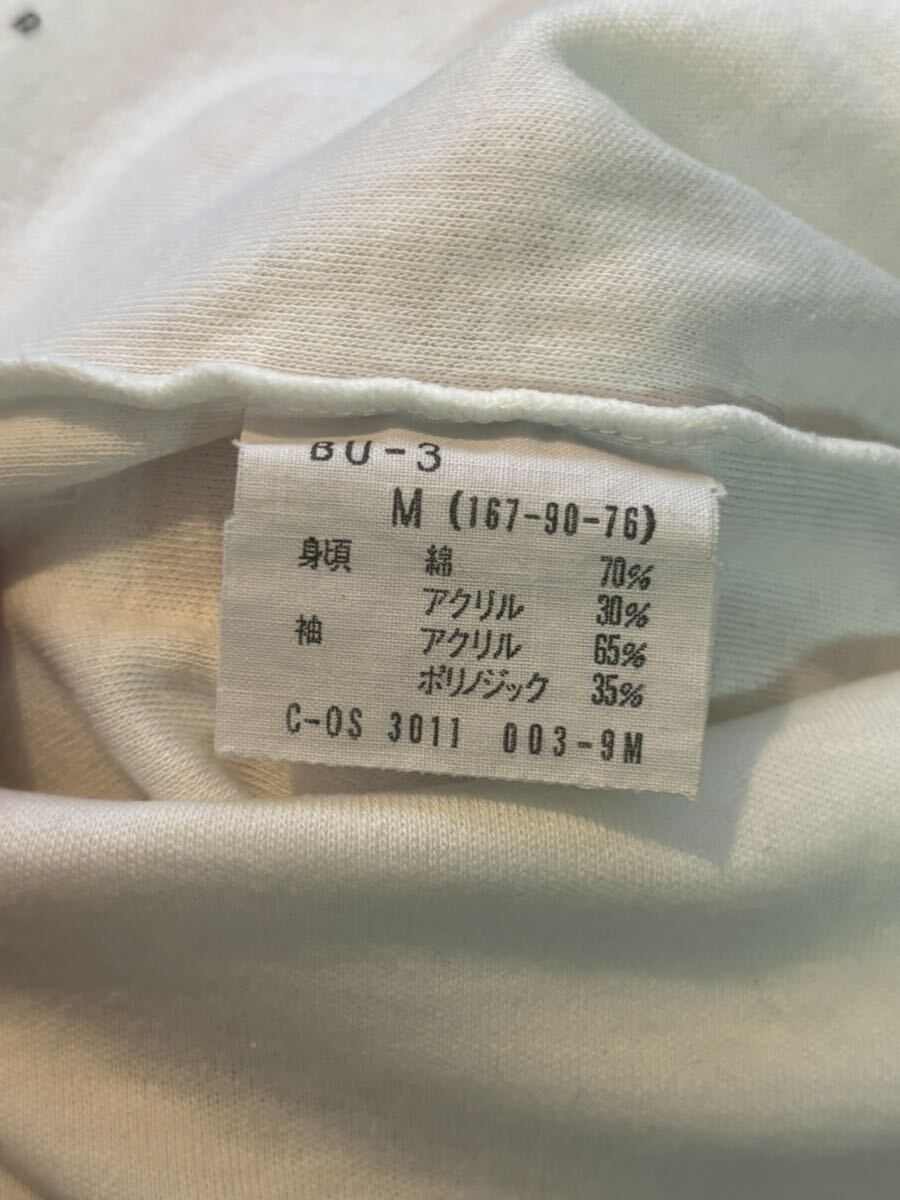 BU-3
M (167-90-76)
身頃 綿 70%
アクリル 30%
袖 アクリル 65%
ポリノジック 35%
C-OS 3011 003-9M